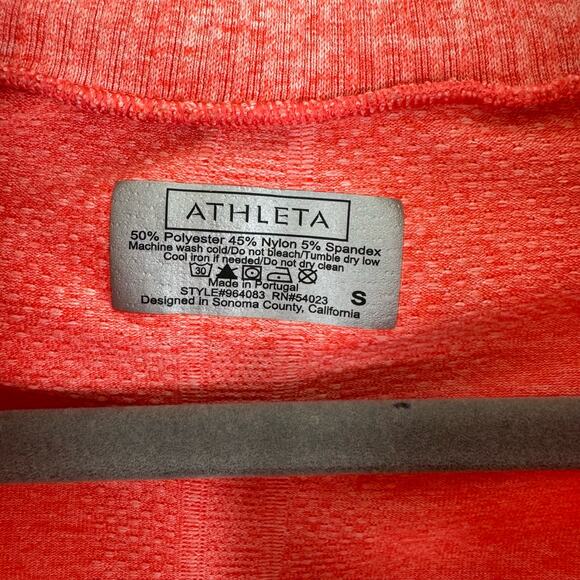 ATHLETA
50% Polyester 45% Nylon 5% Spandex
Machine wash cold/Do not bleach/Tumble dry low
Cool iron if needed/Do not dry clean
30
Made in Portugal
STYLE#964083 RN#54023 S
Designed in Sonoma County, California